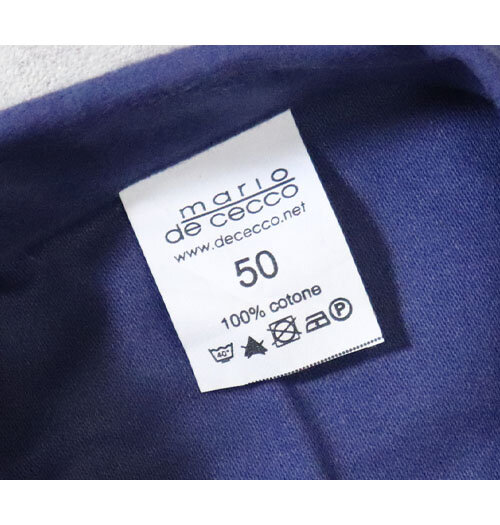 mario
de cecco
www.dececco.net
50
100% cotone
40° P